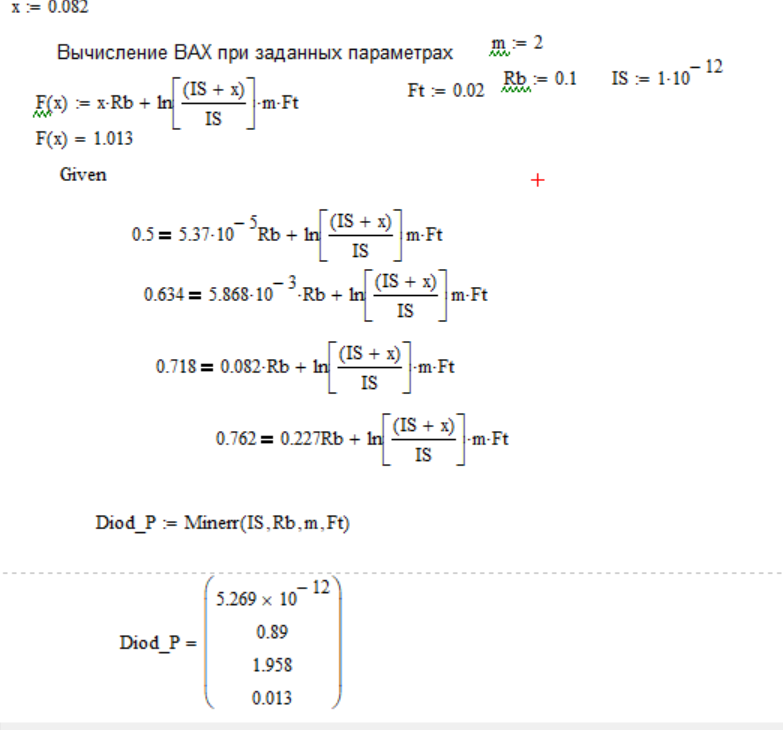 x := 0.082
Вычисление ВАХ при заданных параметрах
m := 2
Ft := 0.02 Rb := 0.1 IS := 1·10^-12
F(x) := x·Rb + ln[(IS + x)/IS]·m·Ft
F(x) = 1.013
Given
0.5 = 5.37·10^-5 Rb + ln[(IS + x)/IS] m·Ft
0.634 = 5.868·10^-3·Rb + ln[(IS + x)/IS] m·Ft
0.718 = 0.082·Rb + ln[(IS + x)/IS]·m·Ft
0.762 = 0.227Rb + ln[(IS + x)/IS]·m·Ft
Diod_P := Minerr(IS,Rb,m,Ft)
5.269 × 10^-12
0.89
Diod_P =
1.958
0.013